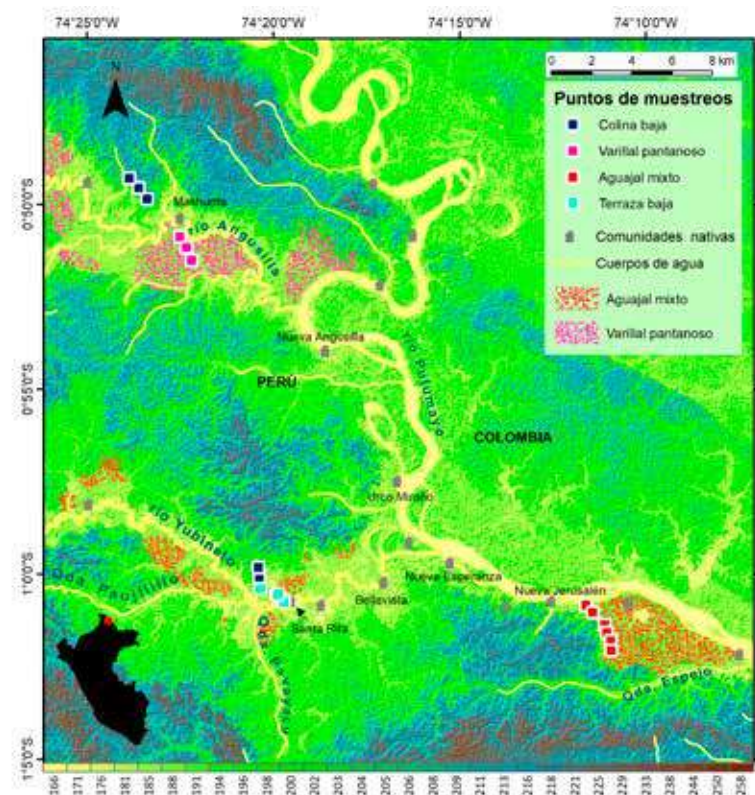 74°25'0"W 74°20'0"W 74°15'0"W 74°10'0"W
0 2 4 6 8 km
N
Puntos de muestreos
Colina baja
Varillal pantanoso
Aguajal mixto
Terraza baja
Comunidades nativas
Cuerpos de agua
Aguajal mixto
Varillal pantanoso
0°50'0"S
río Angusilla
Nueva Angusilla
PERÚ
0°55'0"S
río Putumayo
COLOMBIA
río Yubineto
Qda. Paujilillo
1°0'0"S
Nueva Esperanza
Nueva Jerusalén
Bellavista
Santa Rita
Qda. Espejo
1°5'0"S
166 171 176 181 185 188 191 194 196 198 200 202 203 204 205 206 208 209 211 213 216 218 221 225 229 233 238 244 250 258